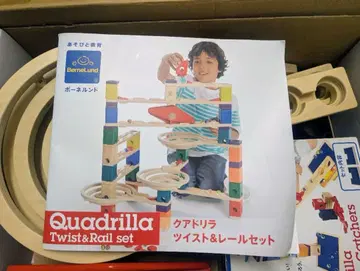 あそびと教育
BorneLund
ボーネルンド
Quadrilla
Twist&Rail set
クアドリラ
ツイスト&レールセット